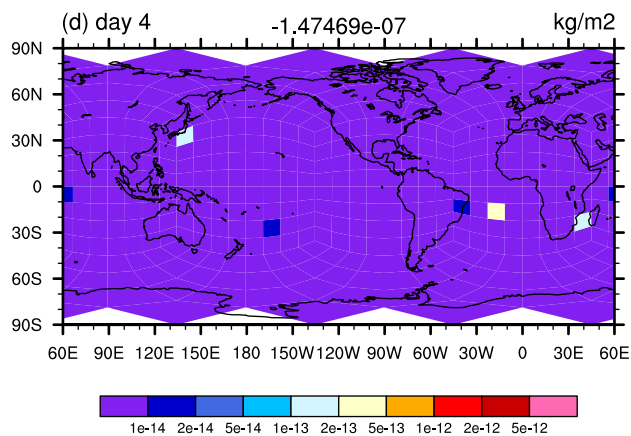 (d) day 4 -1.47469e-07 kg/m2
90N
60N
30N
0
30S
60S
90S
60E 90E 120E 150E 180 150W 120W 90W 60W 30W 0 30E 60E
1e-14 2e-14 5e-14 1e-13 2e-13 5e-13 1e-12 2e-12 5e-12